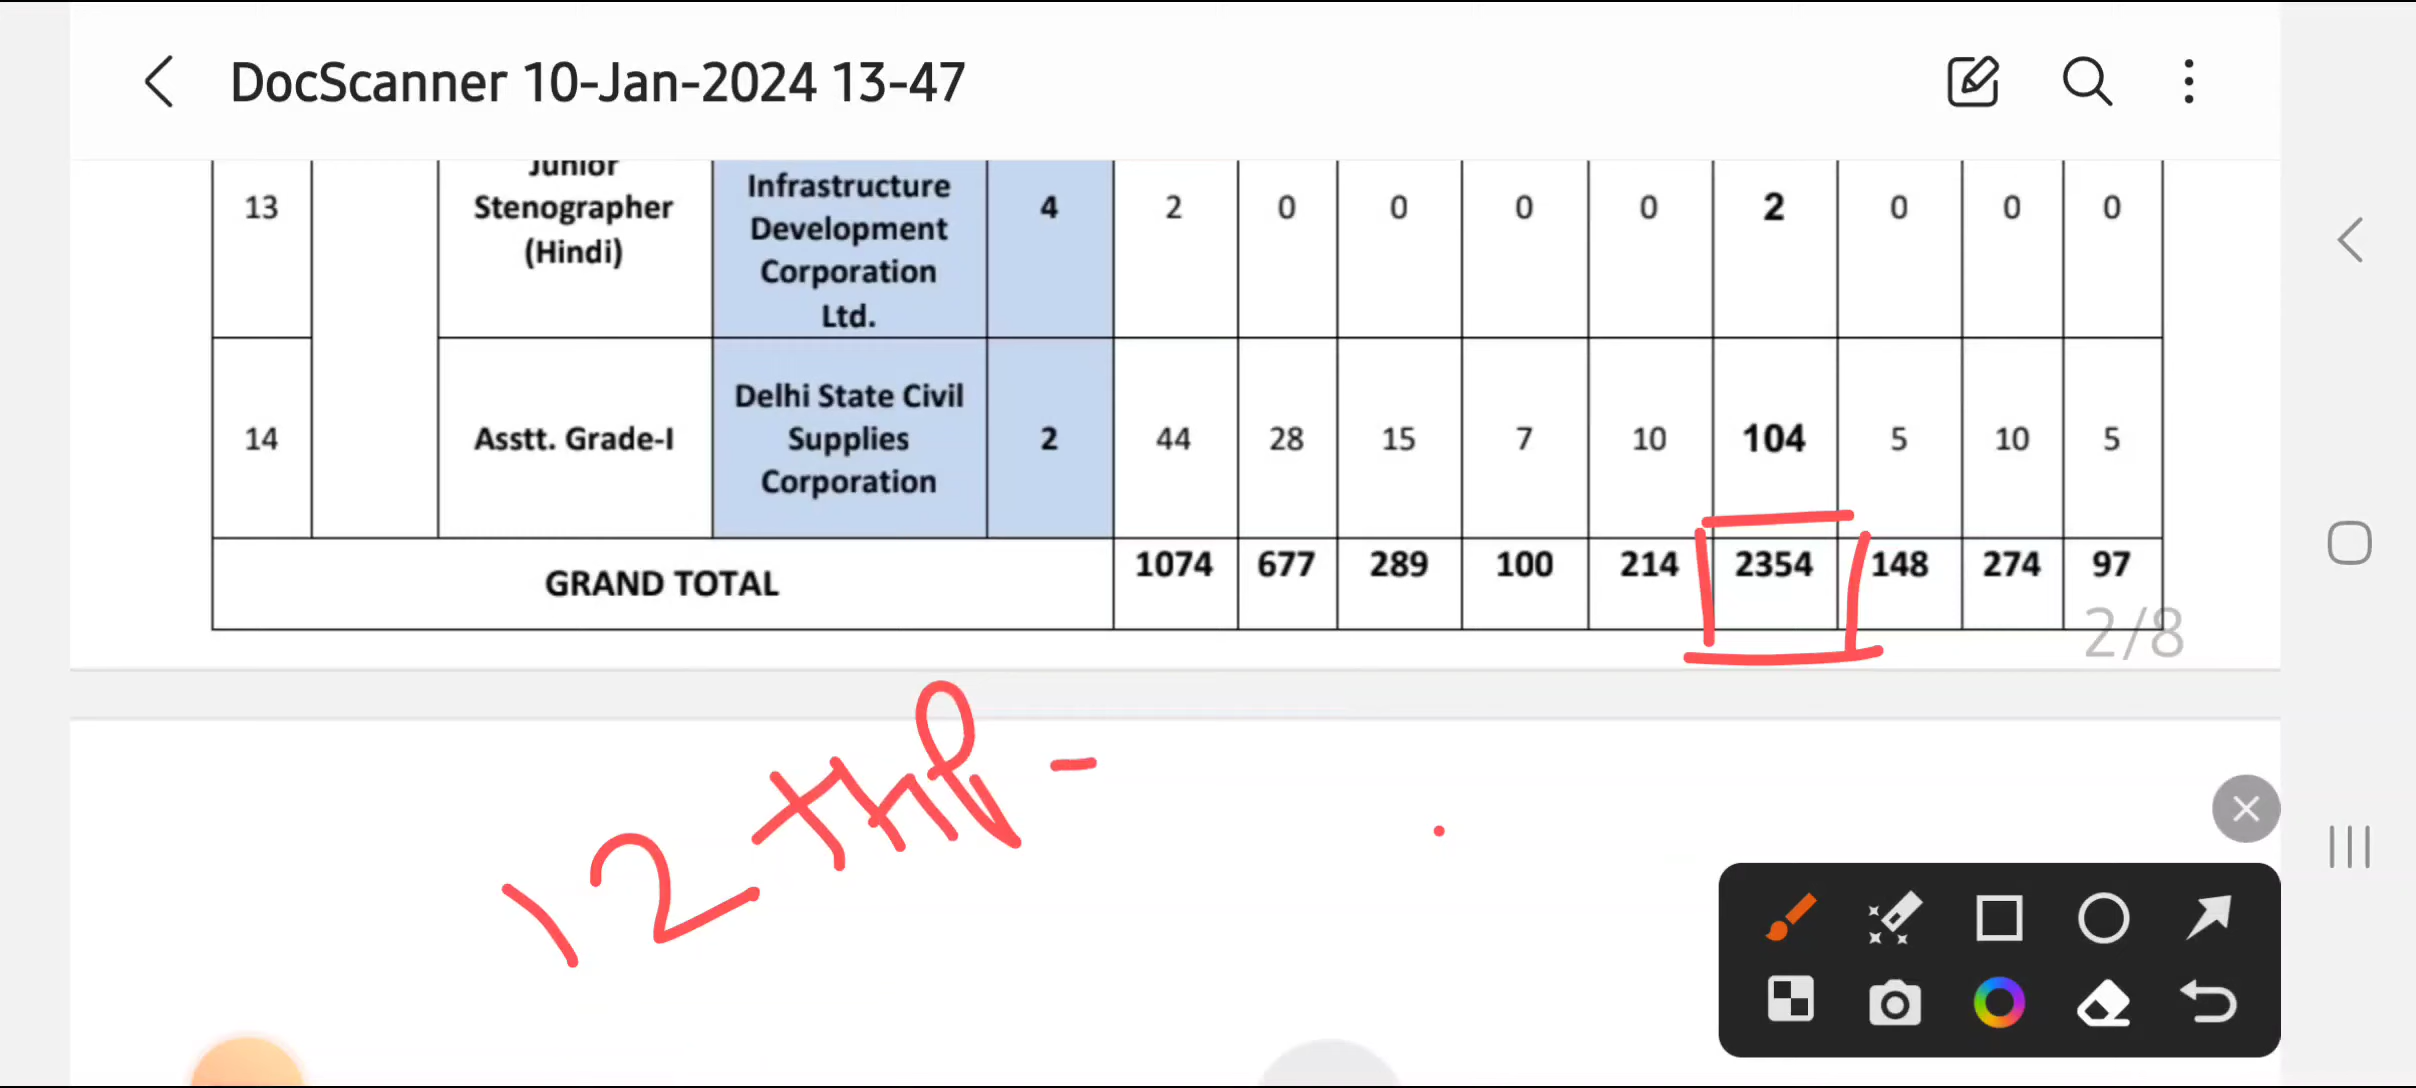 DocScanner 10-Jan-2024 13-47
13 Junior Stenographer (Hindi) Infrastructure Development Corporation Ltd. 4 2 0 0 0 0 2 0 0 0
14 Asstt. Grade-I Delhi State Civil Supplies Corporation 2 44 28 15 7 10 104 5 10 5
GRAND TOTAL 1074 677 289 100 214 2354 148 274 97
2/8
12th -